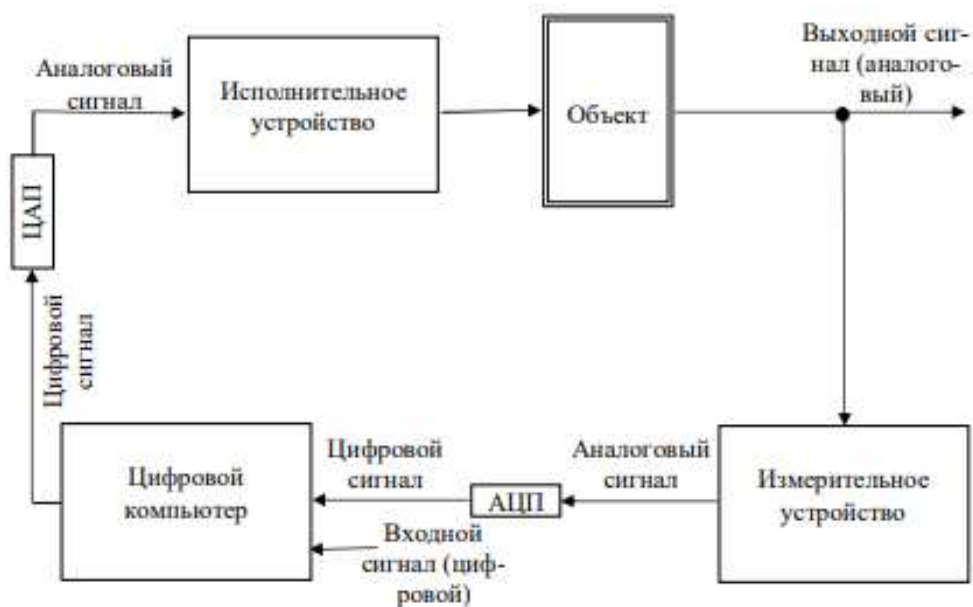 Аналоговый
сигнал
Исполнительное
устройство
Объект
Выходной сиг-
нал (аналого-
вый)
ЦАП
Цифровой
сигнал
Цифровой
компьютер
Цифровой
сигнал
АЦП
Входной
сигнал (циф-
ровой)
Аналоговый
сигнал
Измерительное
устройство